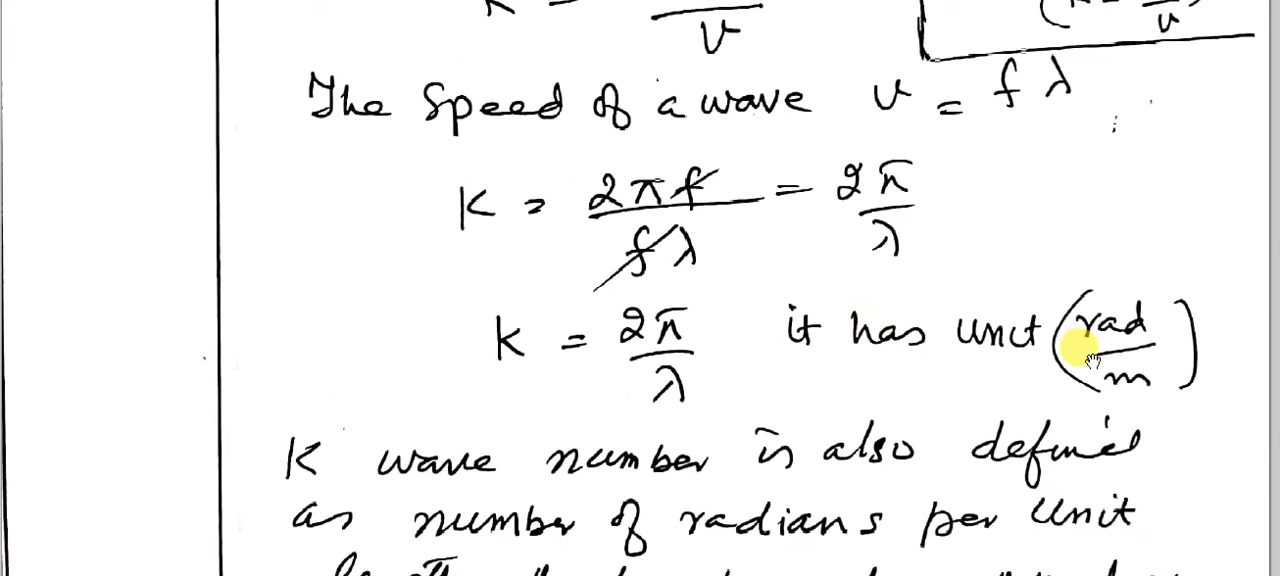 K = 
v
(K = 
v
The Speed of a wave v = f λ
K = 2πf / fλ = 2π / λ
K = 2π / λ it has unit (rad / m)
K wave number is also defined
as number of radians per unit